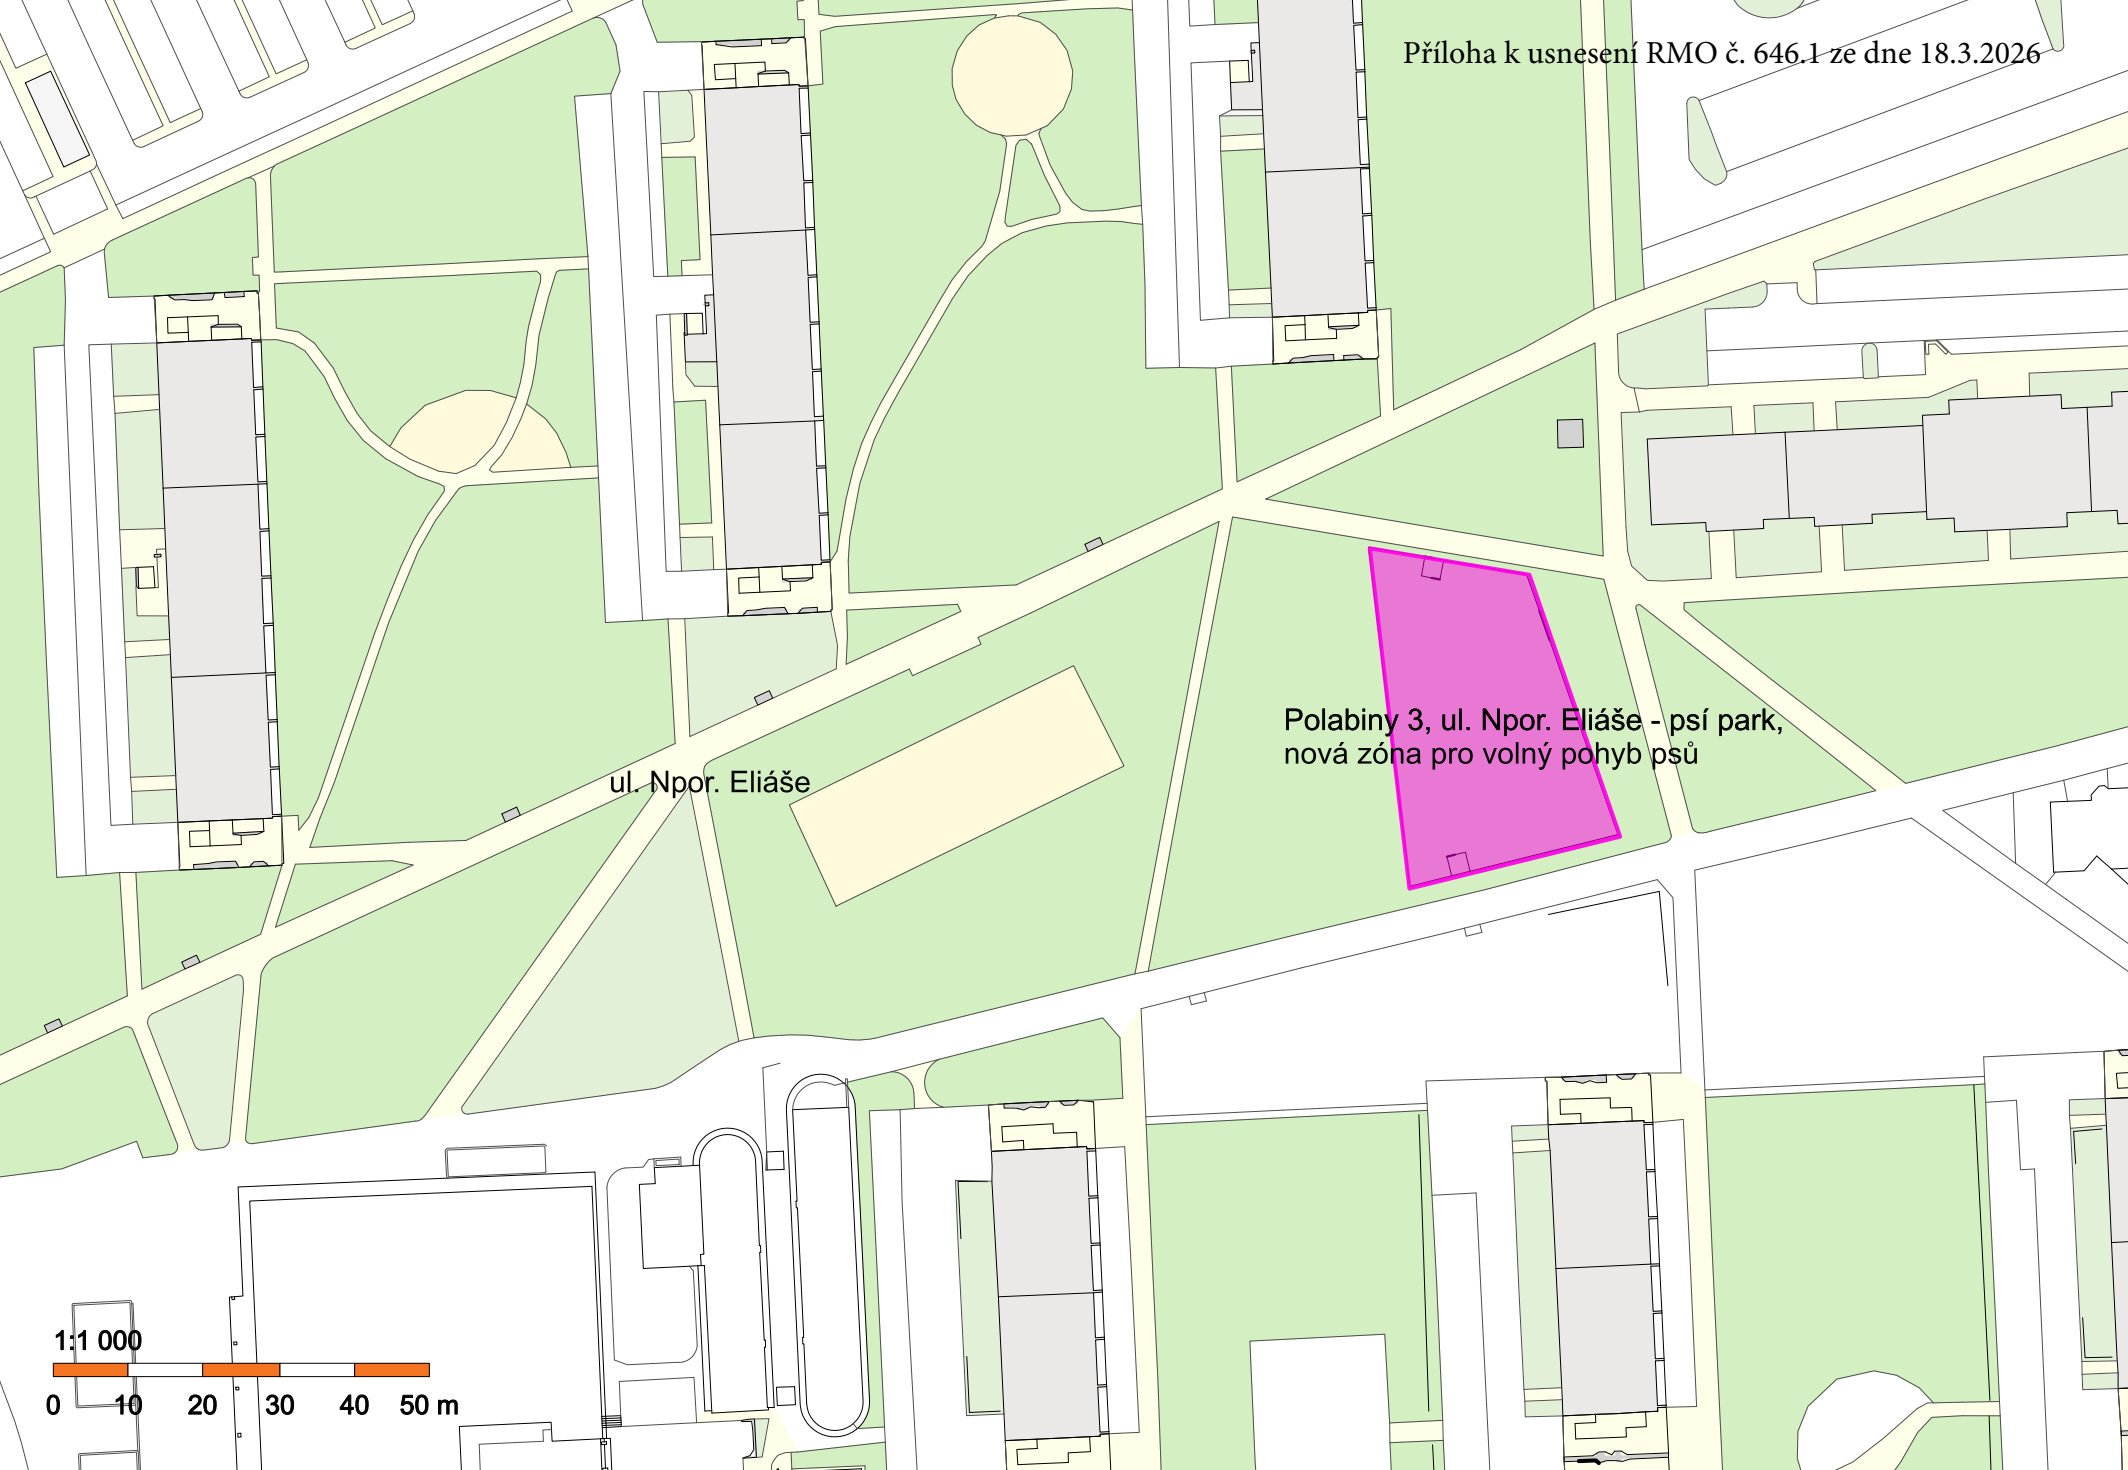 Příloha k usnesení RMO č. 646.1 ze dne 18.3.2026
Polabiny 3, ul. Npor. Eliáše - psí park,
nová zóna pro volný pohyb psů
ul. Npor. Eliáše
1:1 000
0 10 20 30 40 50 m